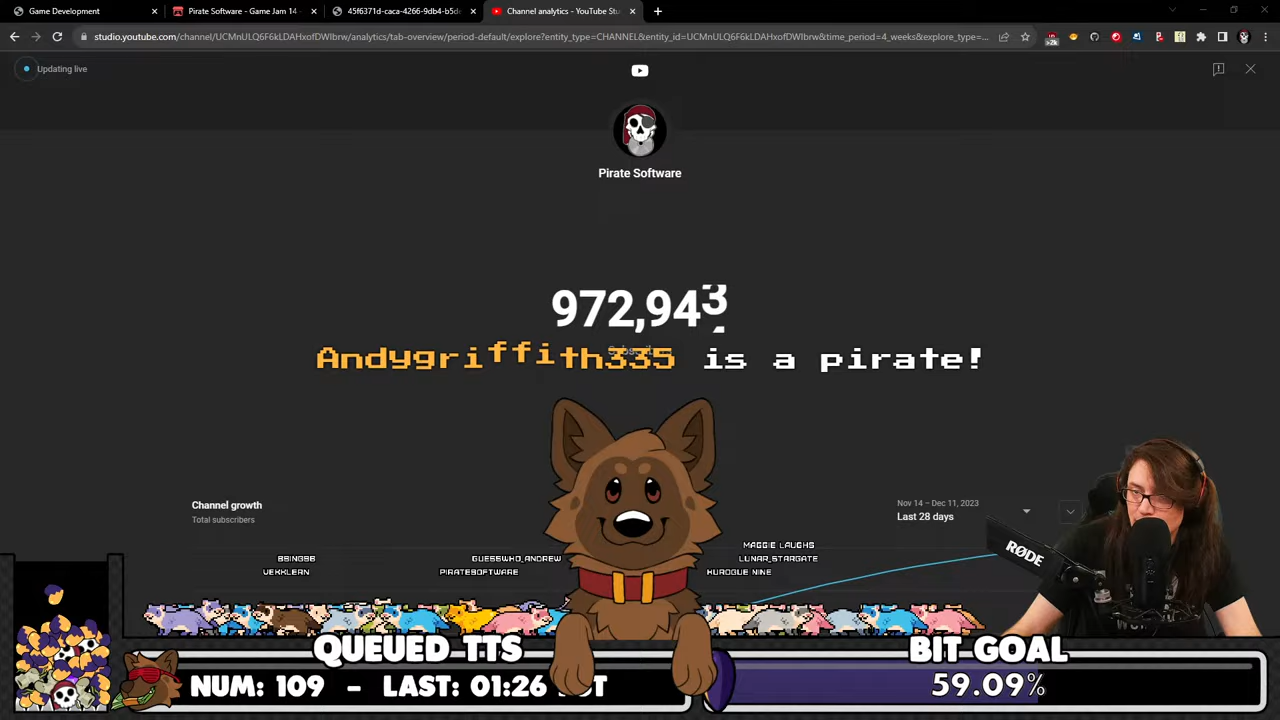 Game Development
Pirate Software - Game Jam 14 -
45f6371d-caca-4266-9db4-b5d
Channel analytics - YouTube Stu
studio.youtube.com/channel/UCMnULQ6F6kLDAHxofDWIbrw/analytics/tab-overview/period-default/explore?entity_type=CHANNEL&entity_id=UCMnULQ6F6kLDAHxofDWIbrw&time_period=4_weeks&explore_type=...
>2k
Updating live
Pirate Software
972,943
Andygriffith335 is a pirate!
Channel growth
Total subscribers
Nov 14 – Dec 11, 2023
Last 28 days
RØDE
MAGGIE LAUGHS
B9ING9B
GUESSWHO_ANDREW
LUNAR_STARGATE
VEKKLERN
PIRATESOFTWARE
KUROGUE NINE
QUEUED TTS
BIT GOAL
NUM: 109 - LAST: 01:26
59.09%